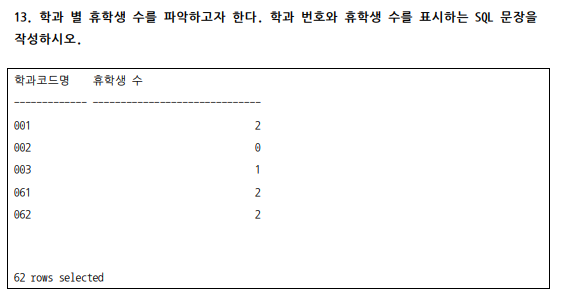 13. 학과 별 휴학생 수를 파악하고자 한다. 학과 번호와 휴학생 수를 표시하는 SQL 문장을
작성하시오.
학과코드명 휴학생 수
------------- ------------------------------
001 2
002 0
003 1
061 2
062 2
62 rows selected